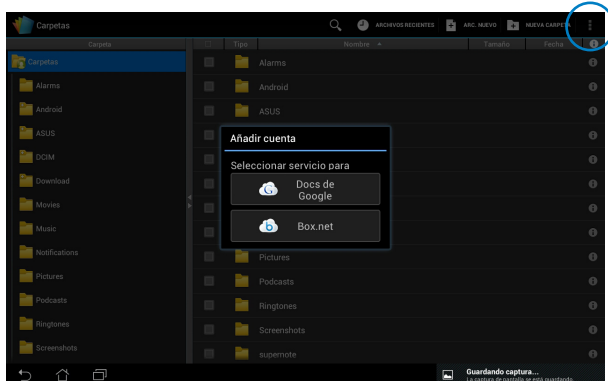 Carpetas
ARCHIVOS RECIENTES
ARC. NUEVO
NUEVA CARPETA
Carpeta
Tipo
Nombre
Tamaño
Fecha
Carpetas
Alarms
Android
ASUS
DCIM
Download
Movies
Music
Notifications
Pictures
Podcasts
Ringtones
Screenshots
Alarms
Android
ASUS
Añadir cuenta
Seleccionar servicio para
Docs de
Google
Box.net
Pictures
Podcasts
Ringtones
Screenshots
supernote
Guardando captura...
La captura de pantalla se está guardando.